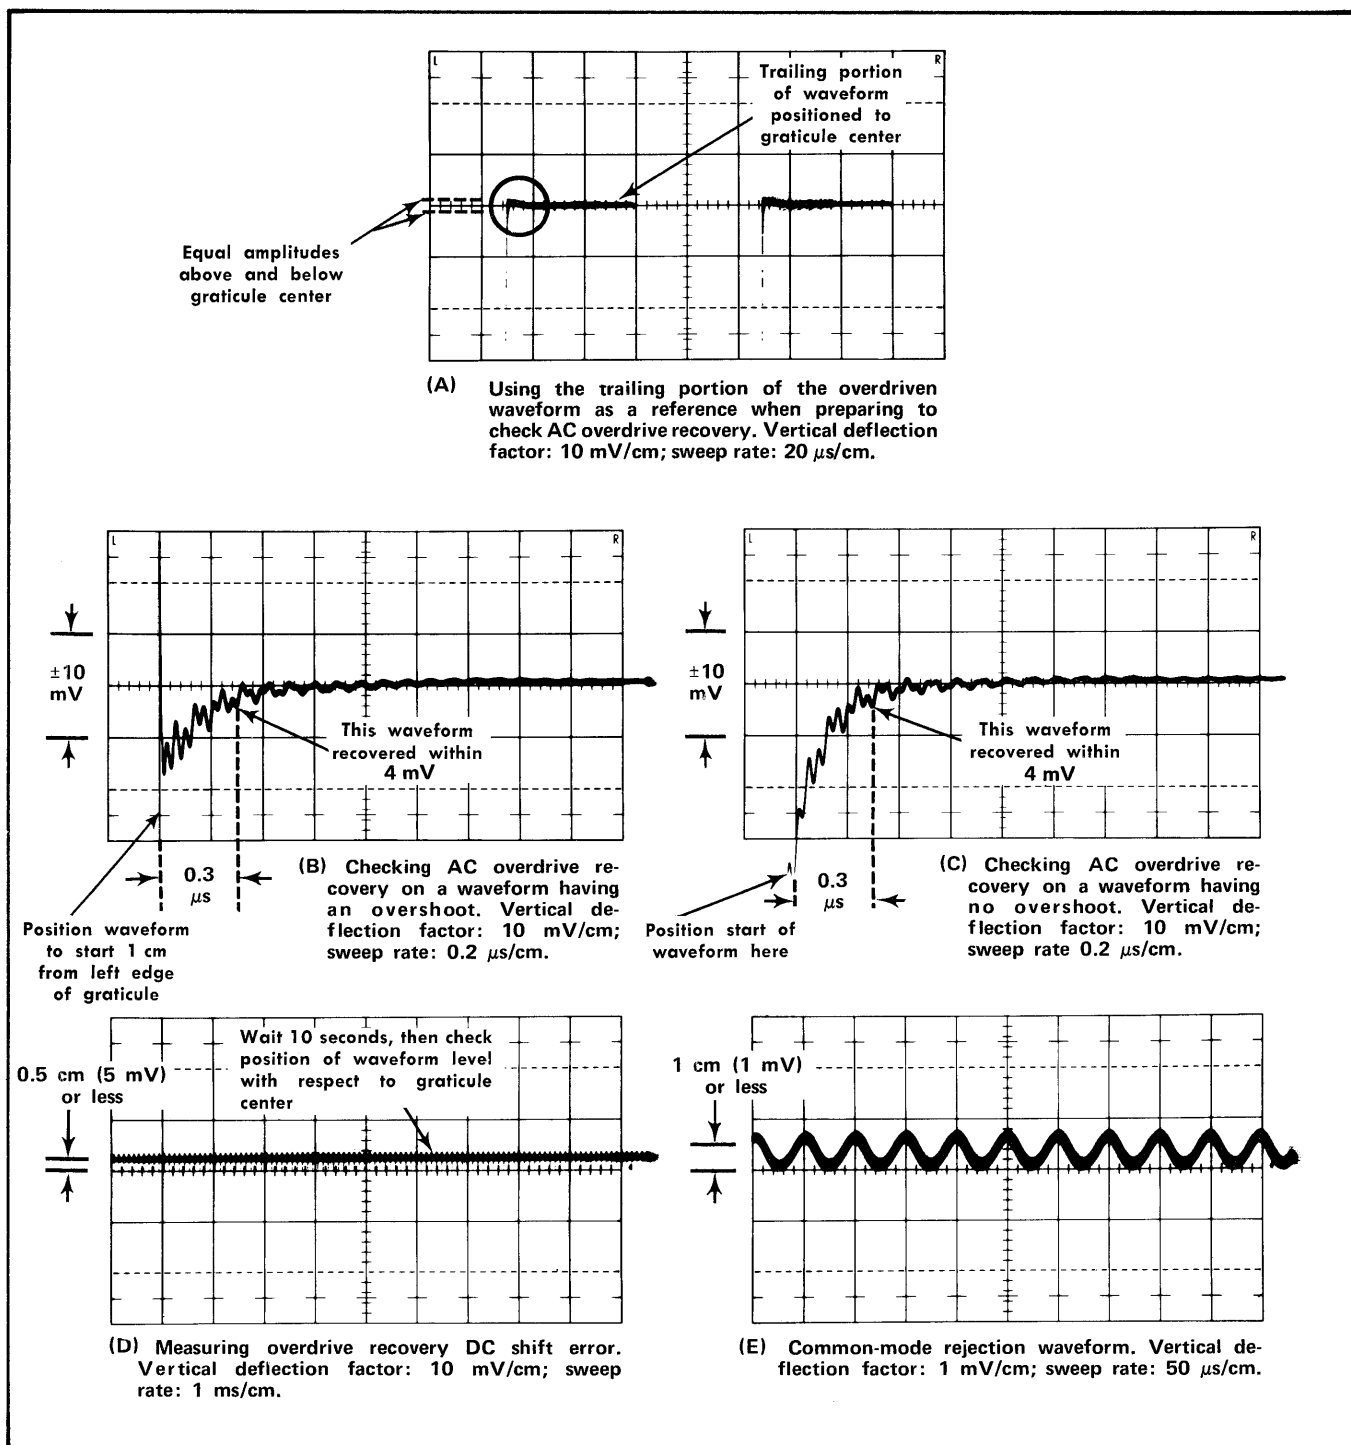 L
R
Trailing portion
of waveform
positioned to
graticule center
Equal amplitudes
above and below
graticule center
(A) Using the trailing portion of the overdriven
waveform as a reference when preparing to
check AC overdrive recovery. Vertical deflection
factor: 10 mV/cm; sweep rate: 20 μs/cm.
L
R
±10
mV
This waveform
recovered within
4 mV
0.3
μs
Position waveform
to start 1 cm
from left edge
of graticule
(B) Checking AC overdrive re-
covery on a waveform having
an overshoot. Vertical de-
flection factor: 10 mV/cm;
sweep rate: 0.2 μs/cm.
L
R
±10
mV
This waveform
recovered within
4 mV
0.3
μs
Position start of
waveform here
(C) Checking AC overdrive re-
covery on a waveform having
no overshoot. Vertical de-
flection factor: 10 mV/cm;
sweep rate 0.2 μs/cm.
Wait 10 seconds, then check
position of waveform level
with respect to graticule
center
0.5 cm (5 mV)
or less
(D) Measuring overdrive recovery DC shift error.
Vertical deflection factor: 10 mV/cm; sweep
rate: 1 ms/cm.
1 cm (1 mV)
or less
(E) Common-mode rejection waveform. Vertical de-
flection factor: 1 mV/cm; sweep rate: 50 μs/cm.